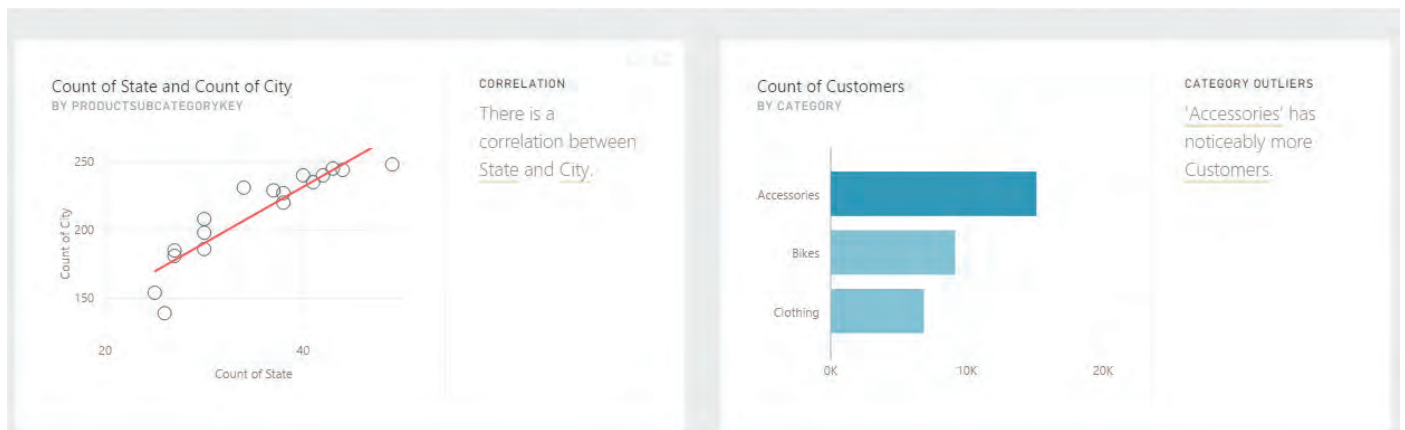 Count of State and Count of City
BY PRODUCTSUBCATEGORYKEY
250
200
150
Count of City
20
40
Count of State
CORRELATION
There is a
correlation between
State and City.
Count of Customers
BY CATEGORY
Accessories
Bikes
Clothing
0K
10K
20K
CATEGORY OUTLIERS
'Accessories' has
noticeably more
Customers.